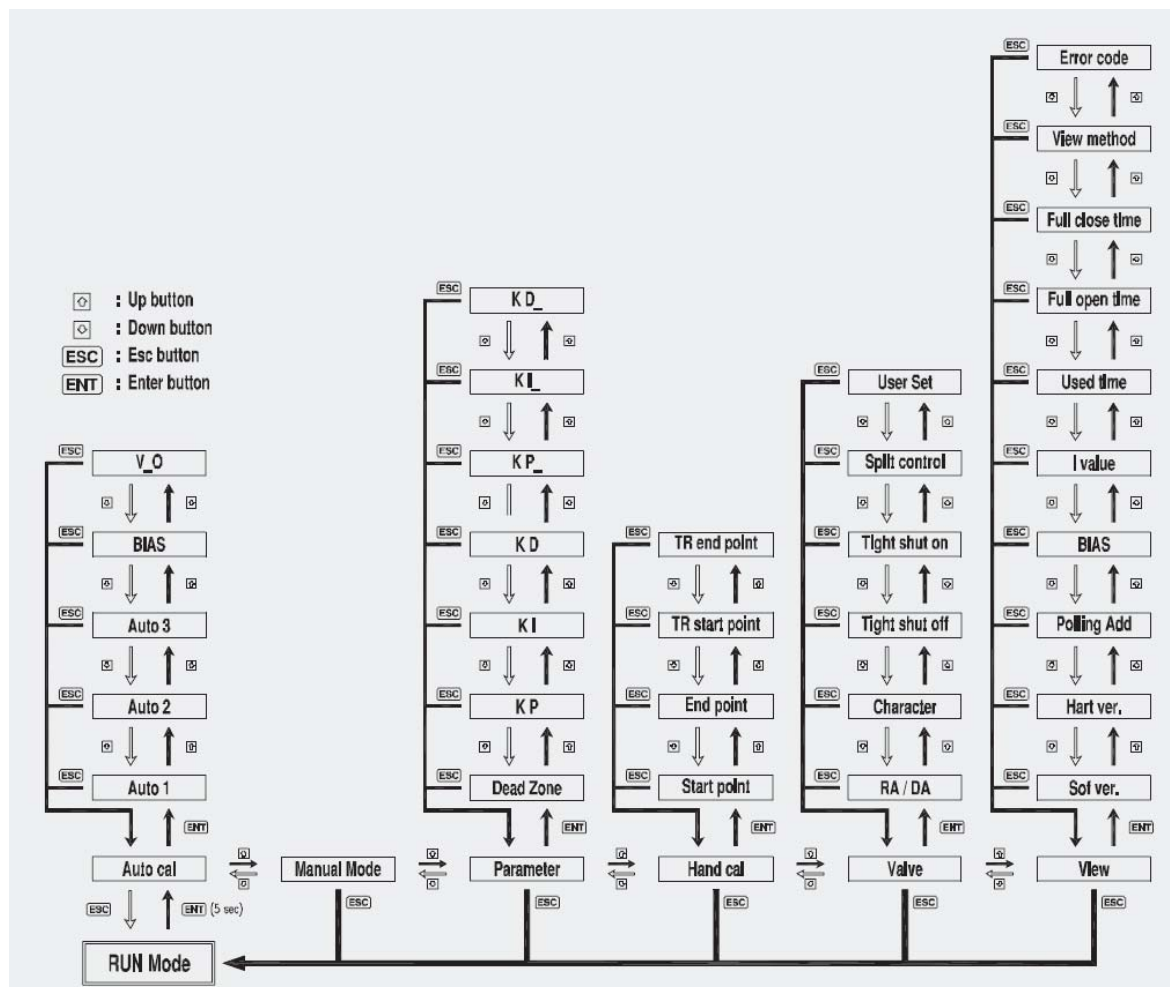 : Up button
: Down button
ESC : Esc button
ENT : Enter button
ESC
V_O
ESC
BIAS
ESC
Auto 3
ESC
Auto 2
ESC
Auto 1
ENT
Auto cal
ESC
ENT (5 sec)
RUN Mode
Manual Mode
ESC
ESC
K D_
ESC
K I_
ESC
K P_
ESC
K D
ESC
K I
ESC
K P
ESC
Dead Zone
ENT
Parameter
ESC
ESC
TR end point
ESC
TR start point
ESC
End point
ESC
Start point
ENT
Hand cal
ESC
ESC
User Set
ESC
Split control
ESC
Tight shut on
ESC
Tight shut off
ESC
Character
ESC
RA / DA
ENT
Valve
ESC
ESC
Error code
ESC
View method
ESC
Full close time
ESC
Full open time
ESC
Used time
ESC
I value
ESC
BIAS
ESC
Polling Add
ESC
Hart ver.
ESC
Sof ver.
ENT
View
ESC